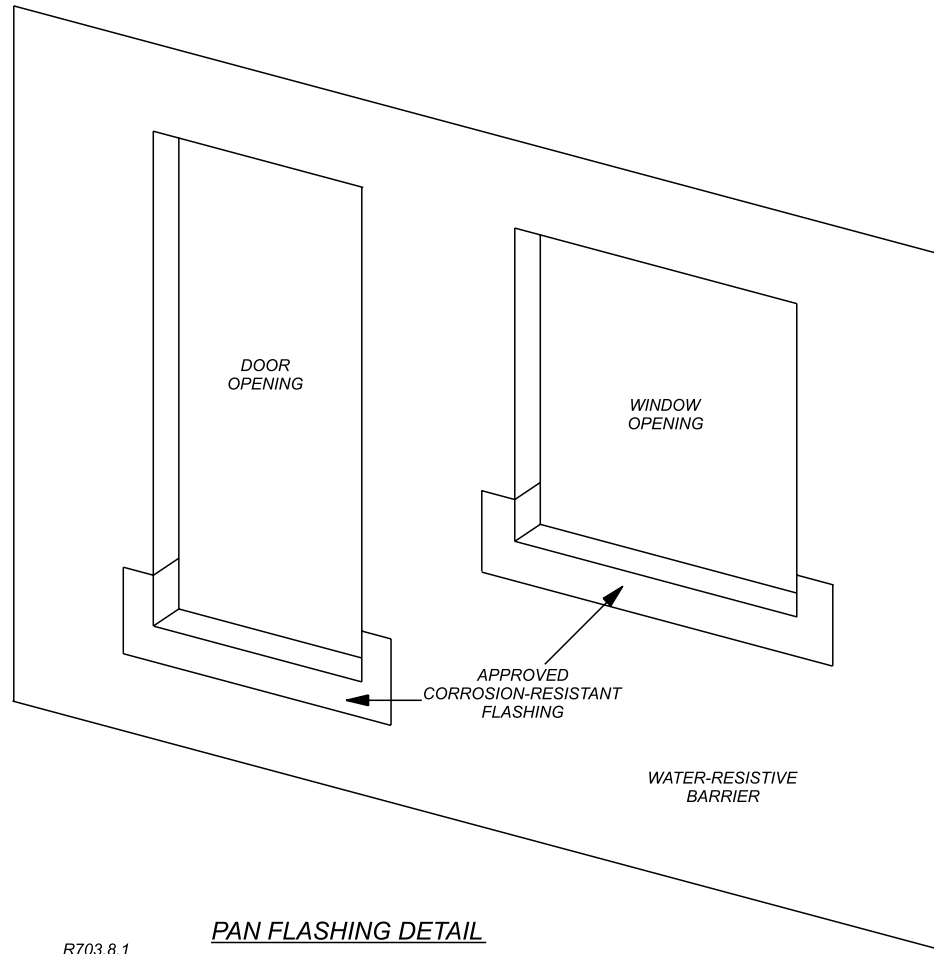 DOOR
OPENING
WINDOW
OPENING
APPROVED
CORROSION-RESISTANT
FLASHING
WATER-RESISTIVE
BARRIER
PAN FLASHING DETAIL
R703.8.1